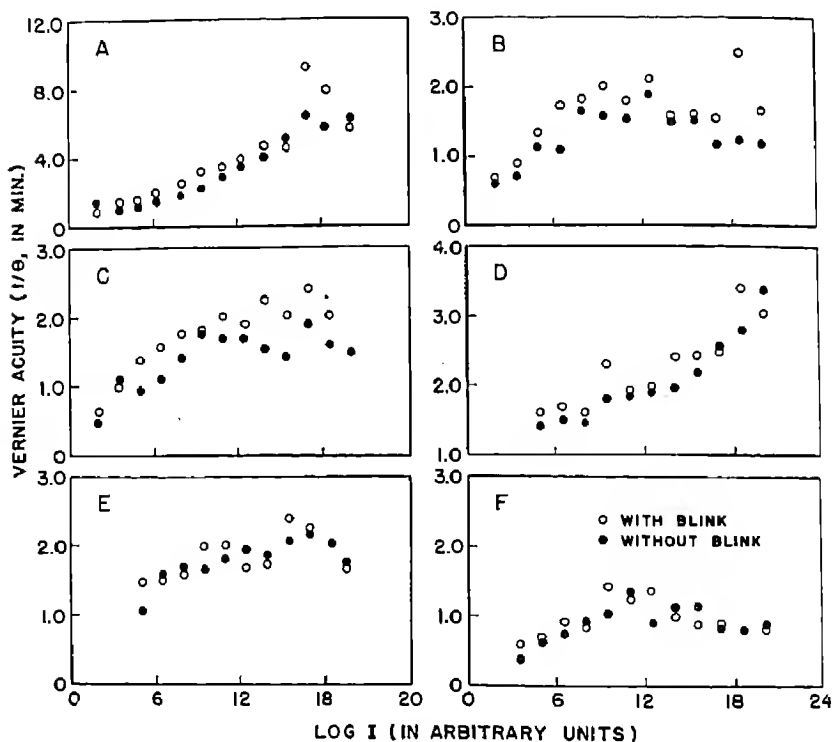 VERNIER ACUITY (1/θ, IN MIN.)
12.0
8.0
4.0
0
A
3.0
2.0
1.0
0
B
3.0
2.0
1.0
0
C
4.0
3.0
2.0
1.0
D
3.0
2.0
1.0
0
E
3.0
2.0
1.0
0
F
○ WITH BLINK
● WITHOUT BLINK
0 6 12 18 20
0 6 12 18 24
LOG I (IN ARBITRARY UNITS)